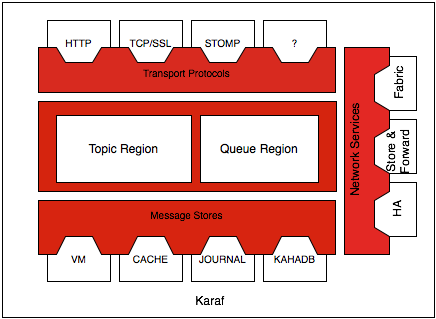 HTTP
TCP/SSL
STOMP
?
Transport Protocols
Topic Region
Queue Region
Message Stores
VM
CACHE
JOURNAL
KAHADB
Network Services
Fabric
Store &
Forward
HA
Karaf